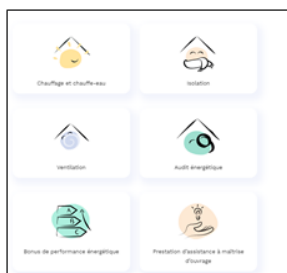 Chauffage et chauffe-eau
Isolation
Ventilation
Audit énergétique
Bonus de performance énergétique
Prestation d'assistance à maîtrise
d'ouvrage